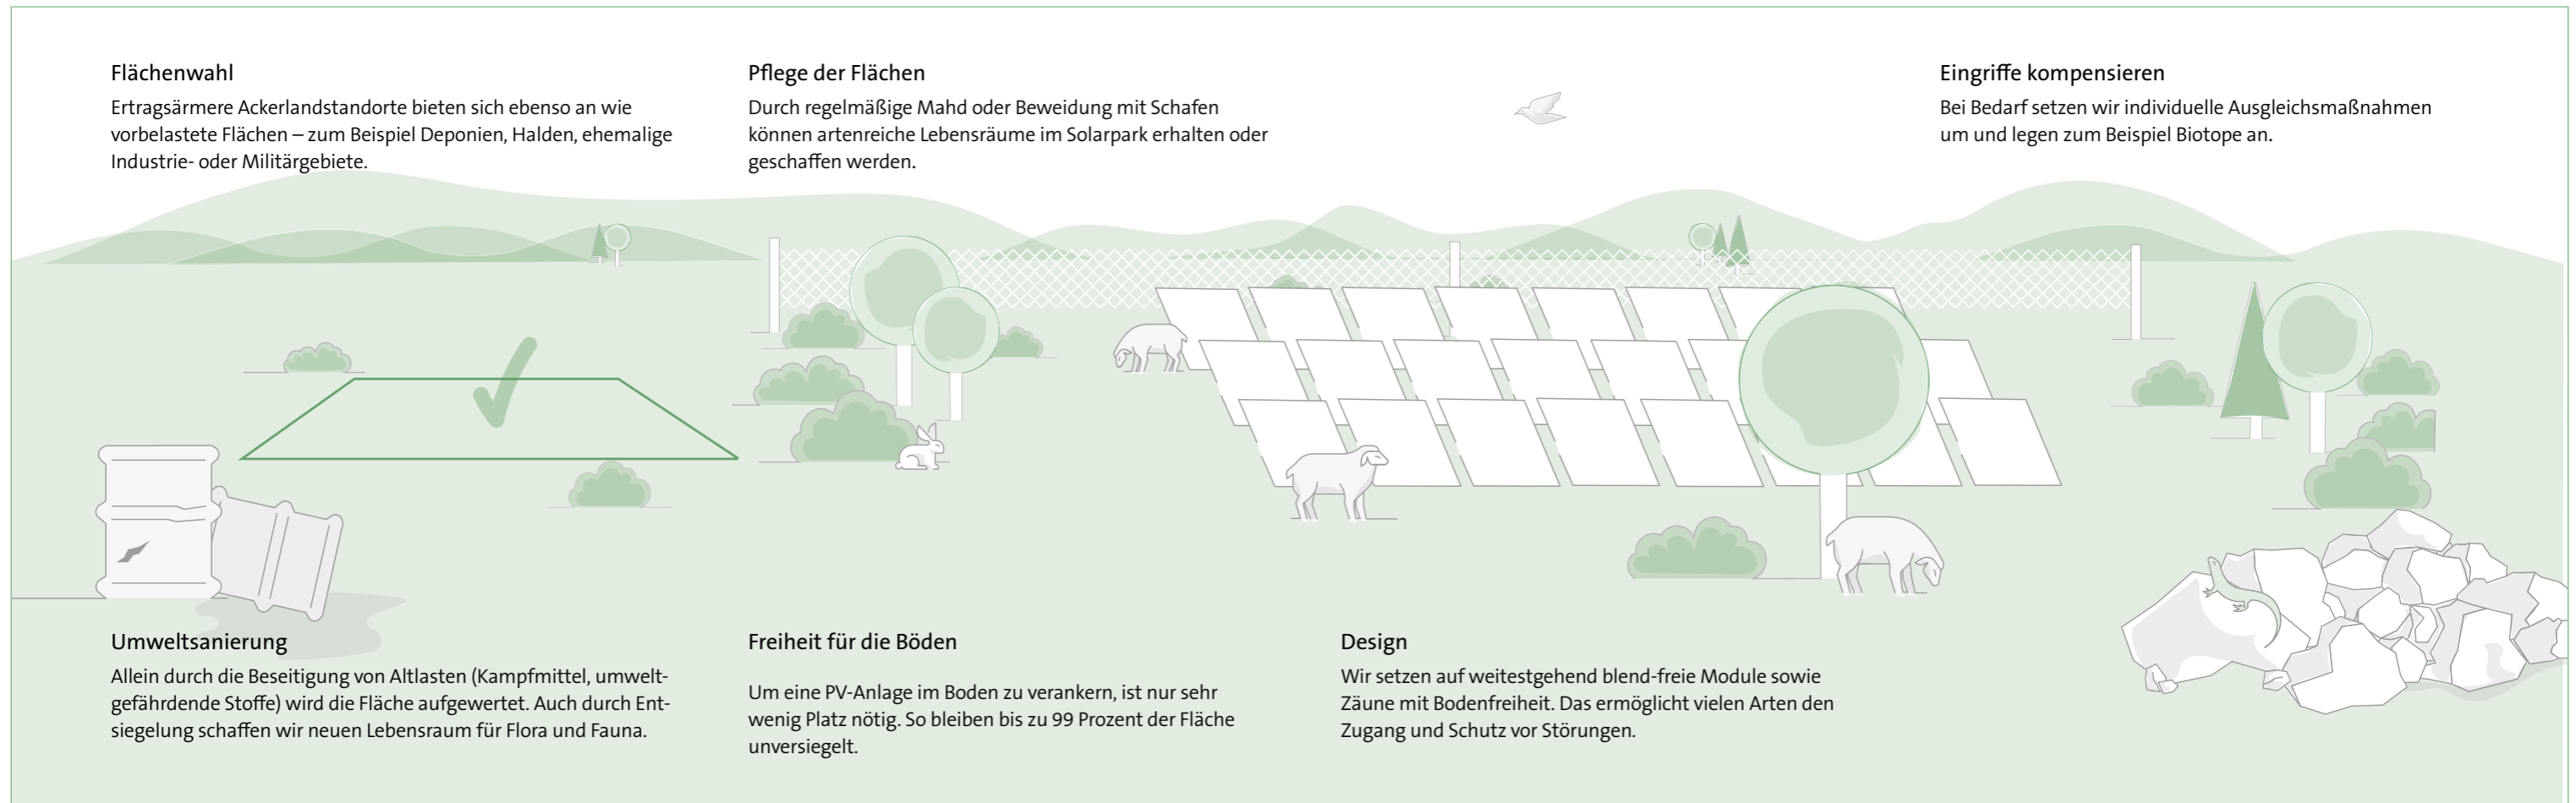 Flächenwahl
Ertragsärmere Ackerlandstandorte bieten sich ebenso an wie
vorbelastete Flächen – zum Beispiel Deponien, Halden, ehemalige
Industrie- oder Militärgebiete.
Pflege der Flächen
Durch regelmäßige Mahd oder Beweidung mit Schafen
können artenreiche Lebensräume im Solarpark erhalten oder
geschaffen werden.
Eingriffe kompensieren
Bei Bedarf setzen wir individuelle Ausgleichsmaßnahmen
um und legen zum Beispiel Biotope an.
Umweltsanierung
Allein durch die Beseitigung von Altlasten (Kampfmittel, umwelt-
gefährdende Stoffe) wird die Fläche aufgewertet. Auch durch Ent-
siegelung schaffen wir neuen Lebensraum für Flora und Fauna.
Freiheit für die Böden
Um eine PV-Anlage im Boden zu verankern, ist nur sehr
wenig Platz nötig. So bleiben bis zu 99 Prozent der Fläche
unversiegelt.
Design
Wir setzen auf weitestgehend blend-freie Module sowie
Zäune mit Bodenfreiheit. Das ermöglicht vielen Arten den
Zugang und Schutz vor Störungen.